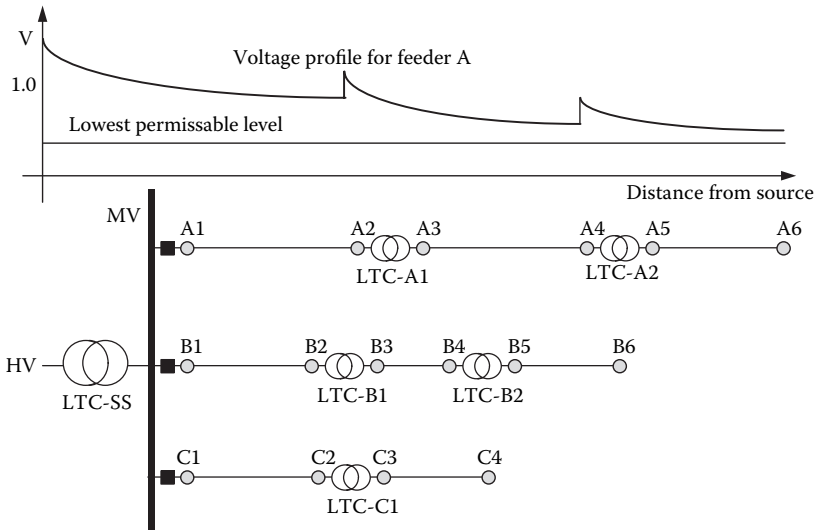 V
Voltage profile for feeder A
1.0
Lowest permissable level
Distance from source
MV
A1 A2 A3 A4 A5 A6
LTC-A1 LTC-A2
HV
B1 B2 B3 B4 B5 B6
LTC-SS
LTC-B1 LTC-B2
C1 C2 C3 C4
LTC-C1